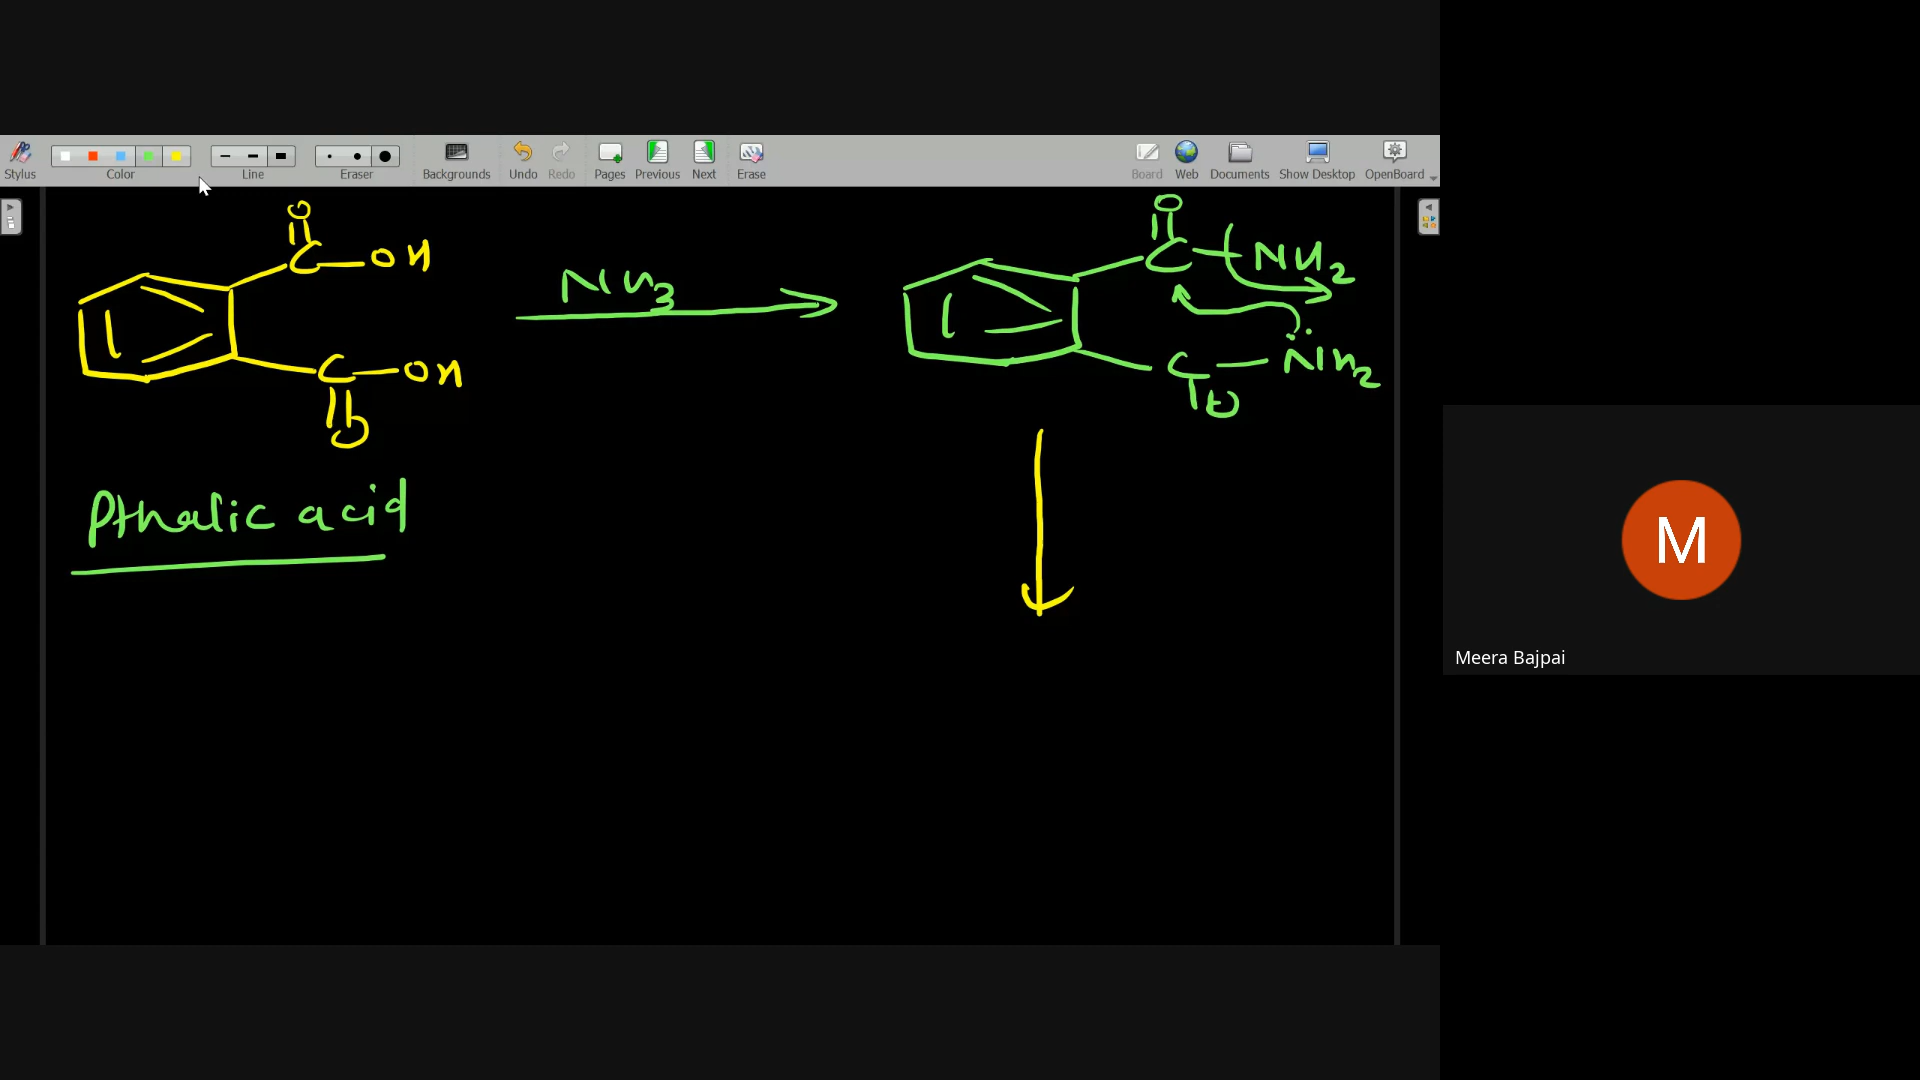 Stylus Color Line Eraser Backgrounds Undo Redo Pages Previous Next Erase Board Web Documents Show Desktop OpenBoard
O
C OH
C OH
O
NH3
O
C NH2
C NH2
O
Pthalic acid
M
Meera Bajpai